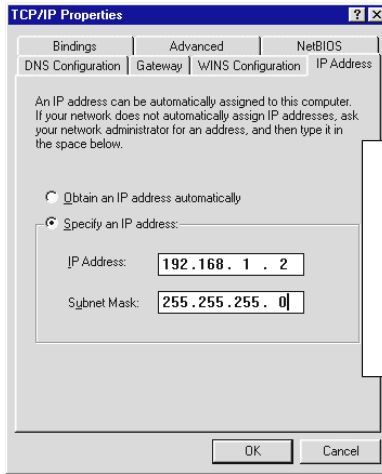 TCP/IP Properties
Bindings Advanced NetBIOS
DNS Configuration Gateway WINS Configuration IP Address
An IP address can be automatically assigned to this computer.
If your network does not automatically assign IP addresses, ask
your network administrator for an address, and then type it in
the space below.
Obtain an IP address automatically
Specify an IP address:
IP Address: 192.168. 1 . 2
Subnet Mask: 255.255.255. 0
OK Cancel